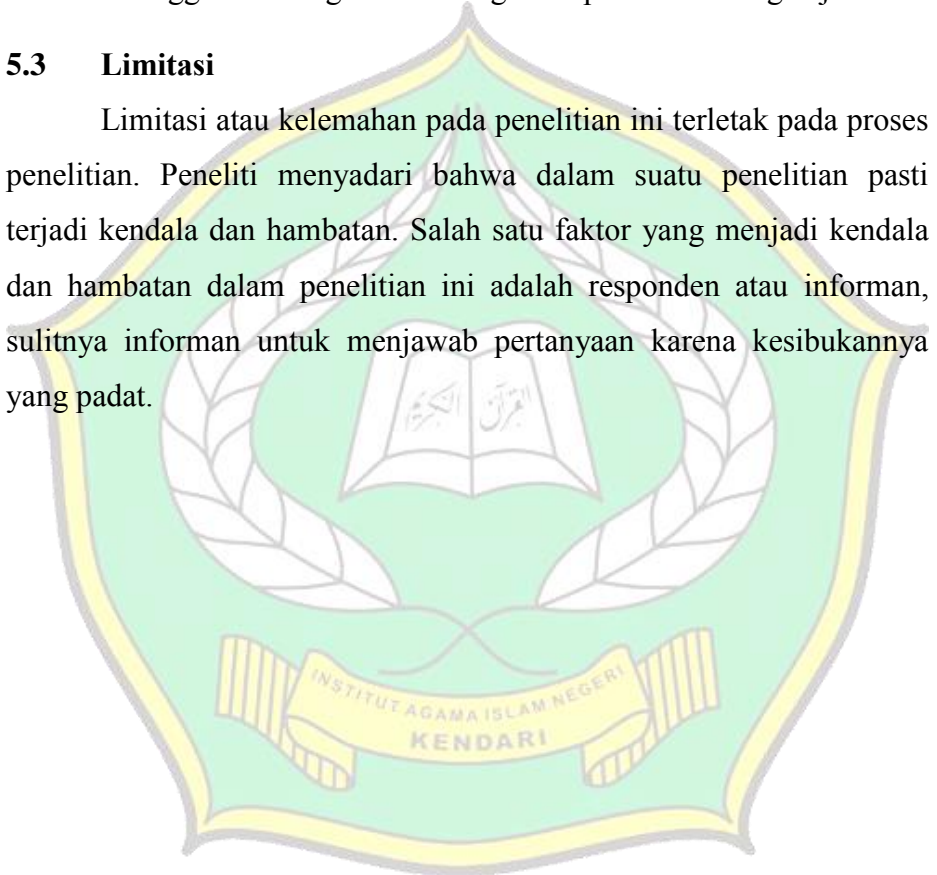 5.3 Limitasi
Limitasi atau kelemahan pada penelitian ini terletak pada proses
penelitian. Peneliti menyadari bahwa dalam suatu penelitian pasti
terjadi kendala dan hambatan. Salah satu faktor yang menjadi kendala
dan hambatan dalam penelitian ini adalah responden atau informan,
sulitnya informan untuk menjawab pertanyaan karena kesibukannya
yang padat.
القرآن الكريم
INSTITUT AGAMA ISLAM NEGERI
KENDARI